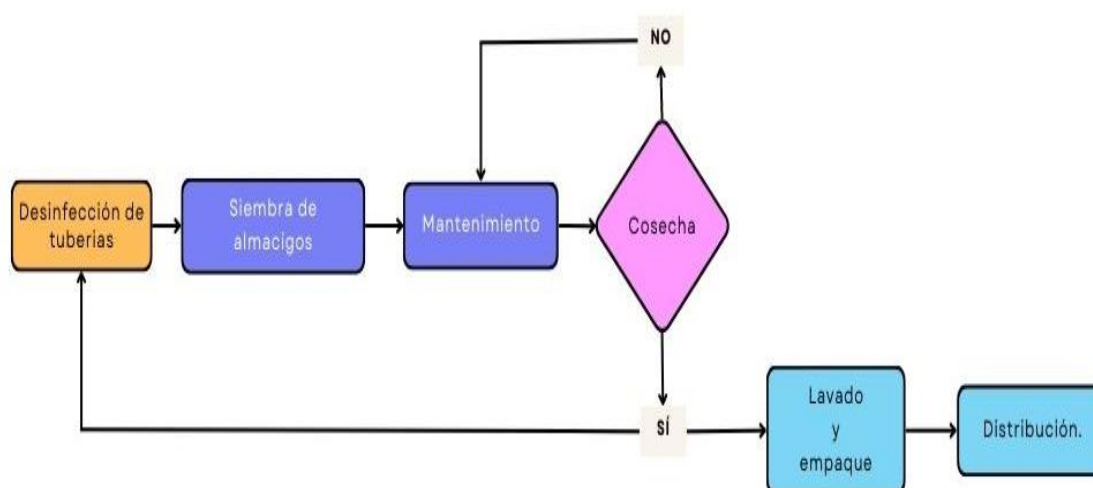 NO
Desinfección de
tuberias
Siembra de
almacigos
Mantenimiento
Cosecha
SÍ
Lavado
y
empaque
Distribución.